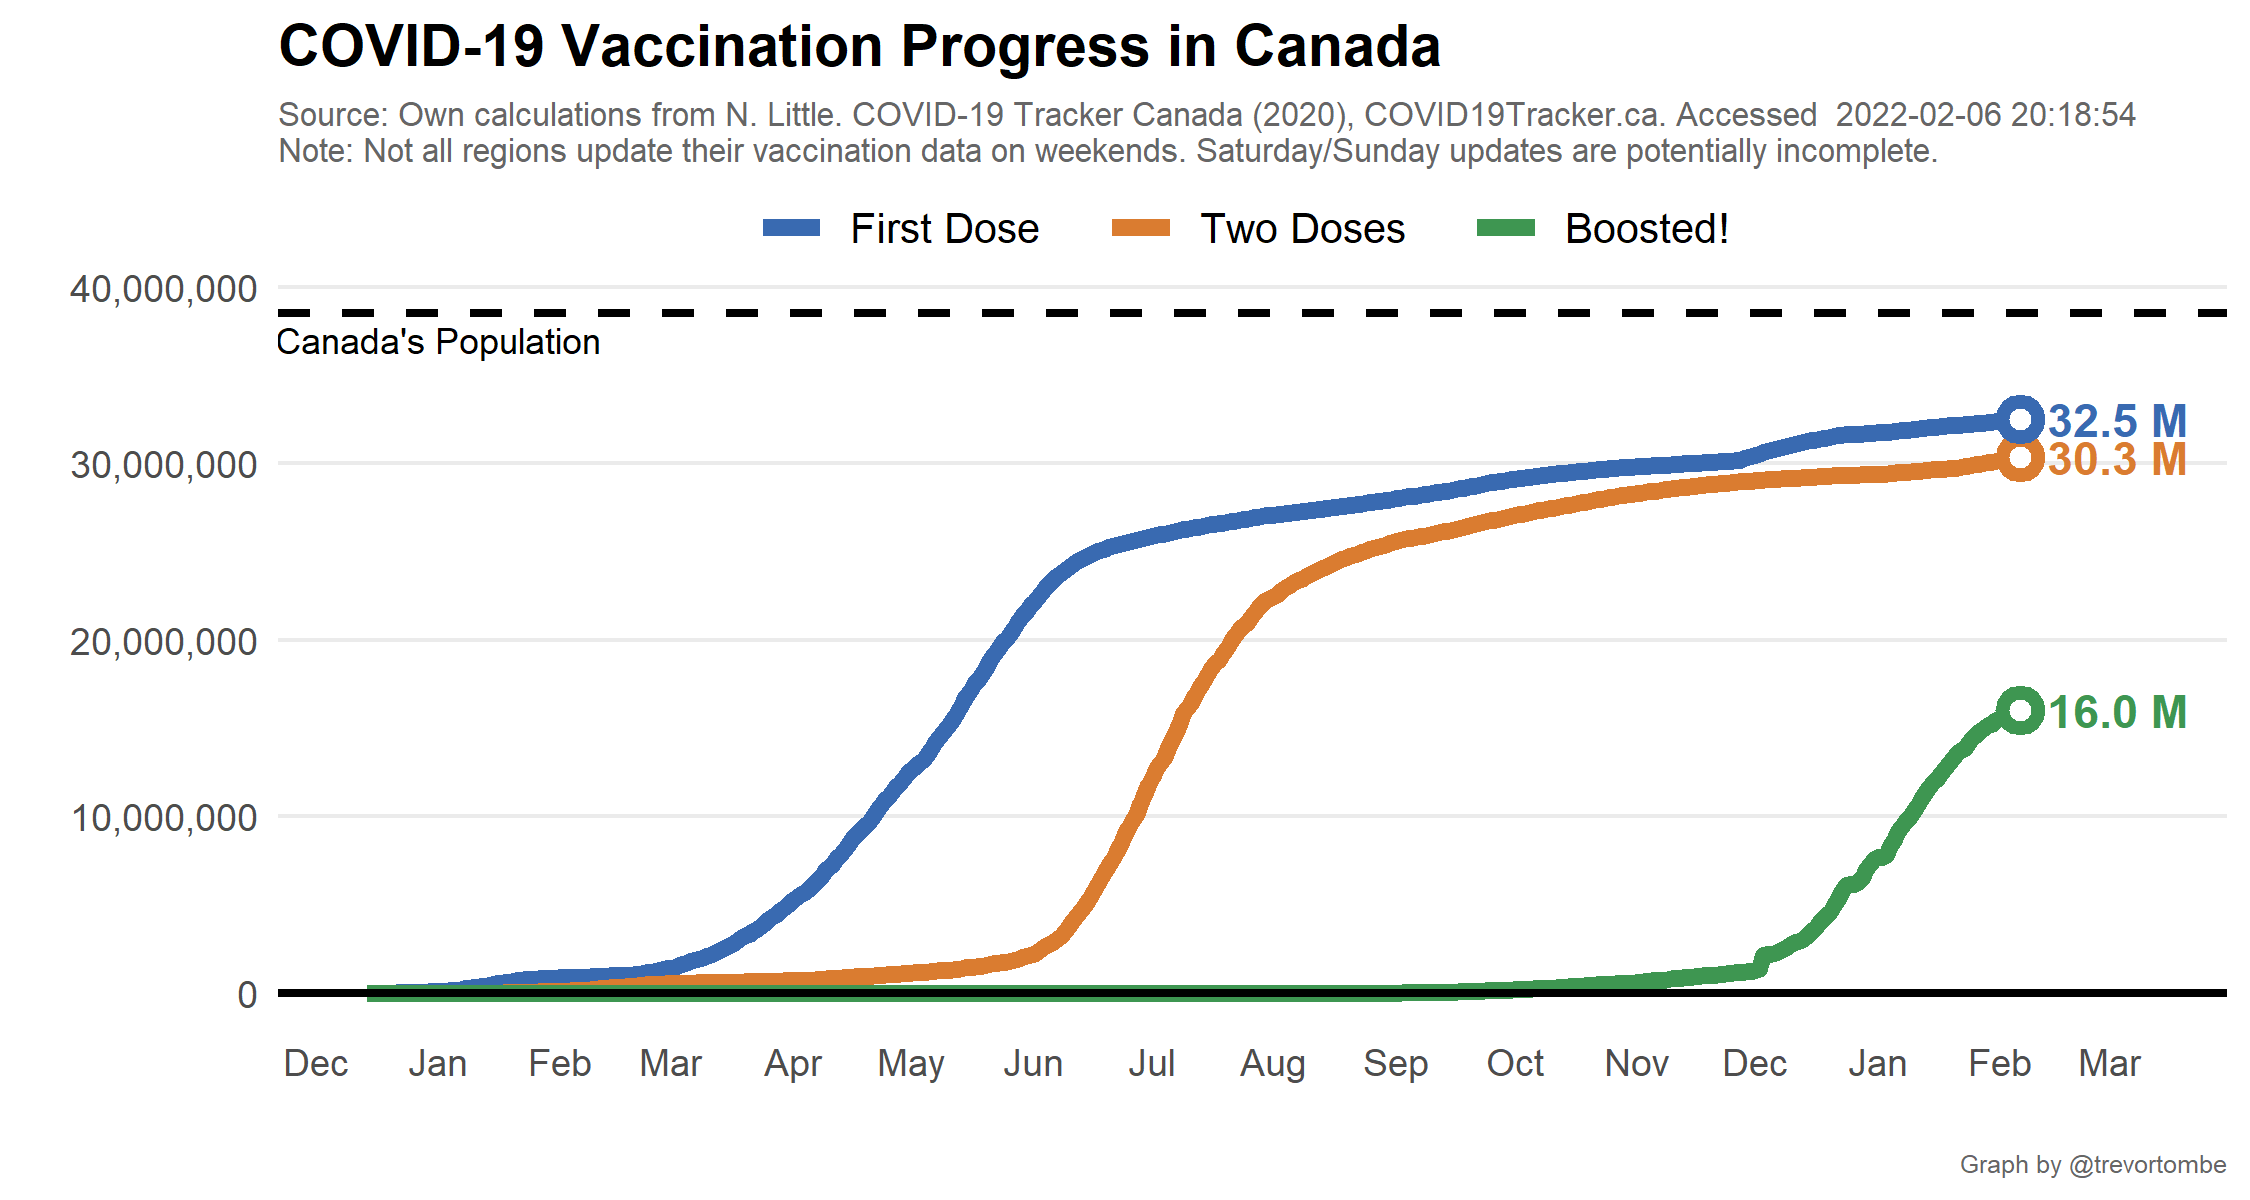 COVID-19 Vaccination Progress in Canada
Source: Own calculations from N. Little. COVID-19 Tracker Canada (2020), COVID19Tracker.ca. Accessed  2022-02-06 20:18:54
Note: Not all regions update their vaccination data on weekends. Saturday/Sunday updates are potentially incomplete.
First Dose Two Doses Boosted!
40,000,000
Canada's Population
32.5 M
30,000,000
30.3 M
20,000,000
16.0 M
10,000,000
0
Dec Jan Feb Mar Apr May Jun Jul Aug Sep Oct Nov Dec Jan Feb Mar
Graph by @trevortombe